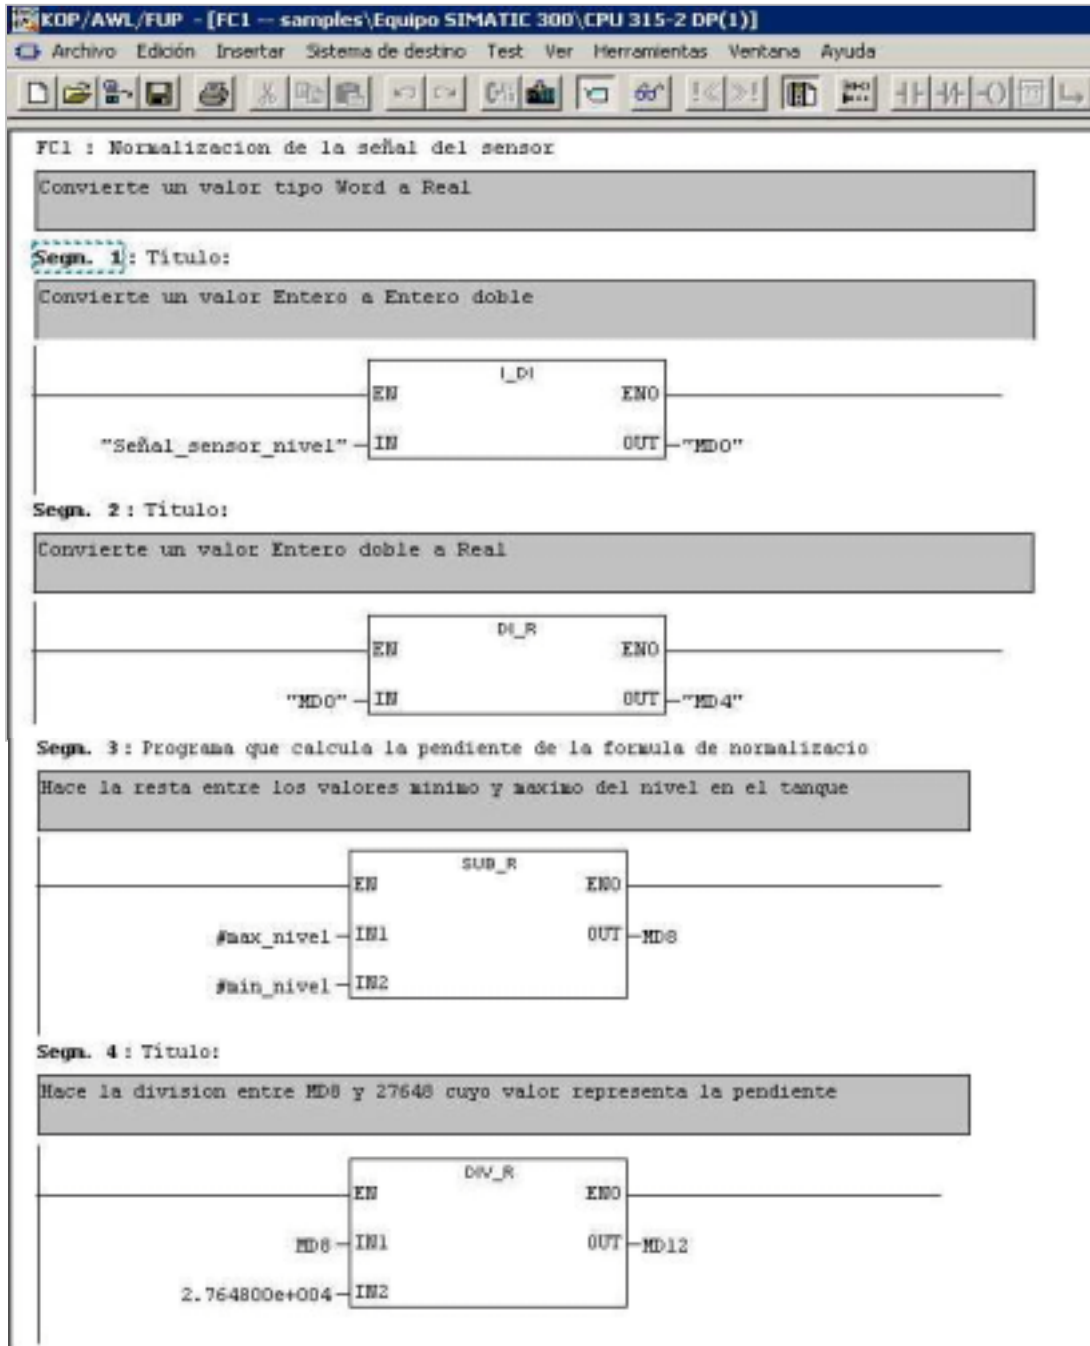 KOP/AWL/FUP - [FC1 -- samples\Equipo SIMATIC 300\CPU 315-2 DP(1)]
Archivo Edición Insertar Sistema de destino Test Ver Herramientas Ventana Ayuda
FC1 : Normalizacion de la señal del sensor
Convierte un valor tipo Word a Real
Segm. 1: Título:
Convierte un valor Entero a Entero doble
I_DI
EN ENO
"Señal_sensor_nivel" IN OUT "MD0"
Segm. 2: Título:
Convierte un valor Entero doble a Real
DI_R
EN ENO
"MD0" IN OUT "MD4"
Segm. 3: Programa que calcula la pendiente de la formula de normalizacio
Hace la resta entre los valores minimo y maximo del nivel en el tanque
SUB_R
EN ENO
#max_nivel IN1 OUT MD8
#min_nivel IN2
Segm. 4: Título:
Hace la division entre MD8 y 27648 cuyo valor representa la pendiente
DIV_R
EN ENO
MD8 IN1 OUT MD12
2.764800e+004 IN2